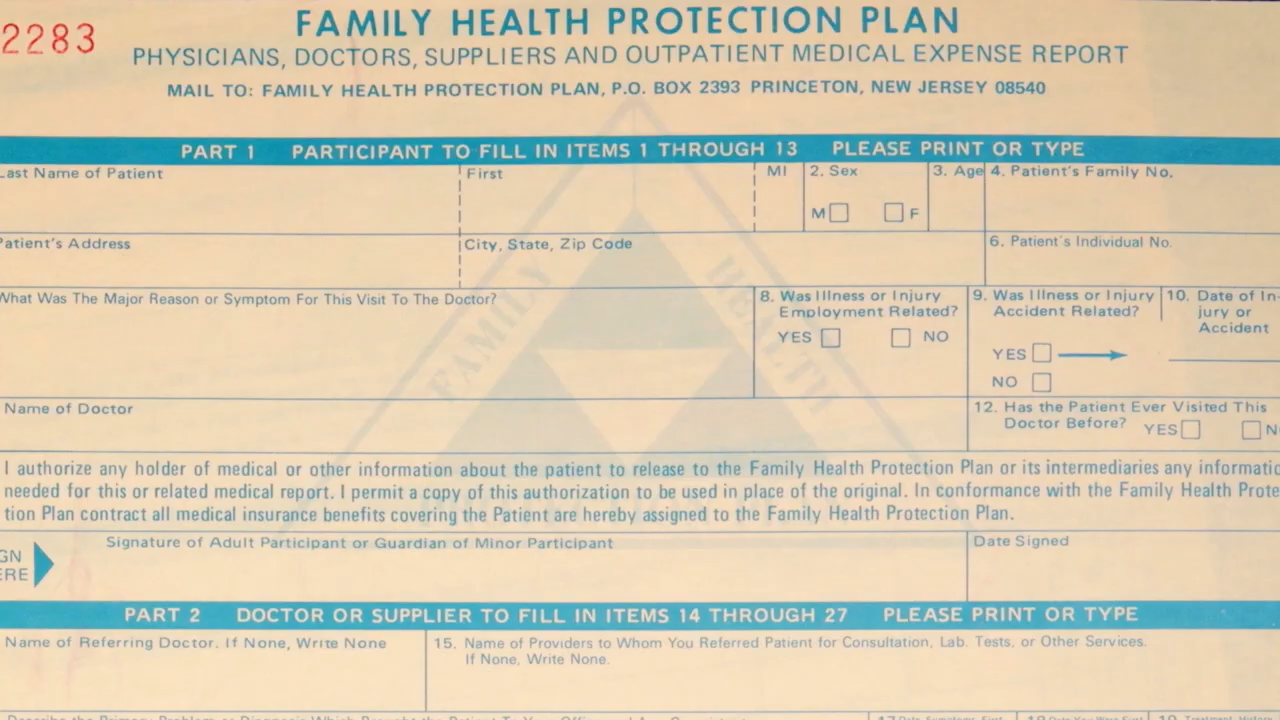 2283
FAMILY HEALTH PROTECTION PLAN
PHYSICIANS, DOCTORS, SUPPLIERS AND OUTPATIENT MEDICAL EXPENSE REPORT
MAIL TO: FAMILY HEALTH PROTECTION PLAN, P.O. BOX 2393 PRINCETON, NEW JERSEY 08540
PART 1 PARTICIPANT TO FILL IN ITEMS 1 THROUGH 13 PLEASE PRINT OR TYPE
Last Name of Patient First MI 2. Sex 3. Age 4. Patient's Family No.
M F
Patient's Address City, State, Zip Code 6. Patient's Individual No.
What Was The Major Reason or Symptom For This Visit To The Doctor?
8. Was Illness or Injury
Employment Related?
YES NO
9. Was Illness or Injury
Accident Related?
YES
NO
10. Date of In-
jury or
Accident
FAMILY HEALTH
Name of Doctor
12. Has the Patient Ever Visited This
Doctor Before? YES
I authorize any holder of medical or other information about the patient to release to the Family Health Protection Plan or its intermediaries any informatio
needed for this or related medical report. I permit a copy of this authorization to be used in place of the original. In conformance with the Family Health Prote
tion Plan contract all medical insurance benefits covering the Patient are hereby assigned to the Family Health Protection Plan.
GN
ERE
Signature of Adult Participant or Guardian of Minor Participant Date Signed
PART 2 DOCTOR OR SUPPLIER TO FILL IN ITEMS 14 THROUGH 27 PLEASE PRINT OR TYPE
Name of Referring Doctor. If None, Write None
15. Name of Providers to Whom You Referred Patient for Consultation, Lab. Tests, or Other Services.
If None, Write None.